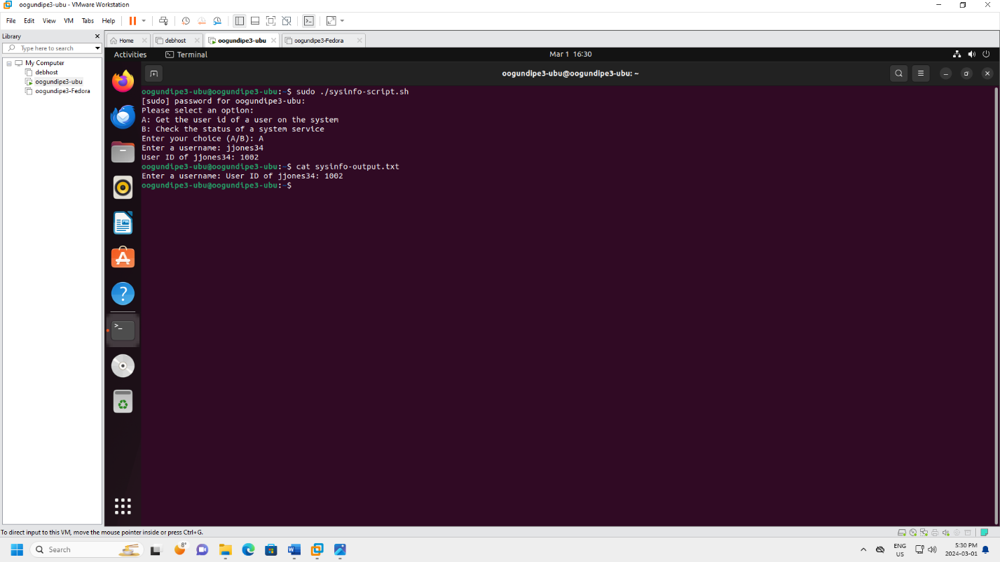 oogundipe3-ubu - VMware Workstation
File Edit View VM Tabs Help
Library
Type here to search
My Computer
debhost
oogundipe3-ubu
oogundipe3-Fedora
Home debhost oogundipe3-ubu oogundipe3-Fedora
Activities Terminal Mar 1 16:30
oogundipe3-ubu@oogundipe3-ubu: ~
oogundipe3-ubu@oogundipe3-ubu:~$ sudo ./sysinfo-script.sh
[sudo] password for oogundipe3-ubu:
Please select an option:
A: Get the user id of a user on the system
B: Check the status of a system service
Enter your choice (A/B): A
Enter a username: jjones34
User ID of jjones34: 1002
oogundipe3-ubu@oogundipe3-ubu:~$ cat sysinfo-output.txt
Enter a username: User ID of jjones34: 1002
oogundipe3-ubu@oogundipe3-ubu:~$
To direct input to this VM, move the mouse pointer inside or press Ctrl+G.
Search
8°
ENG
US
5:30 PM
2024-03-01